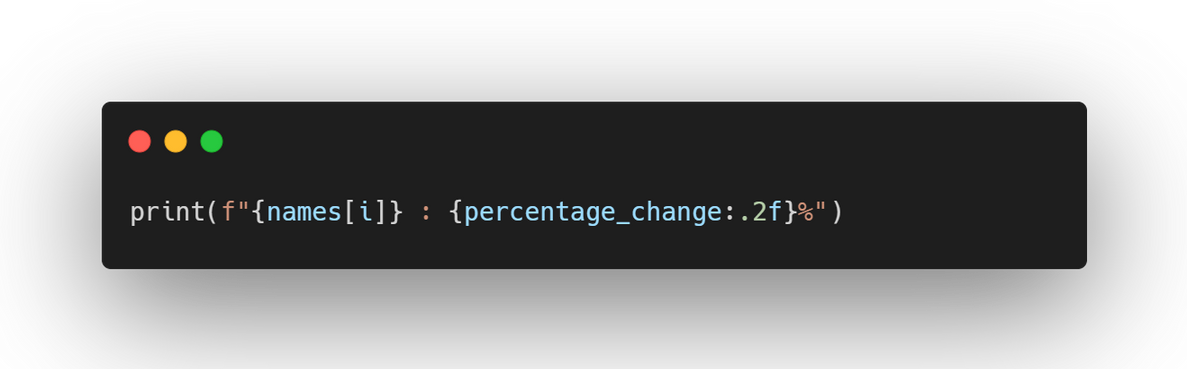 print(f"{names[i]} : {percentage_change:.2f}%")